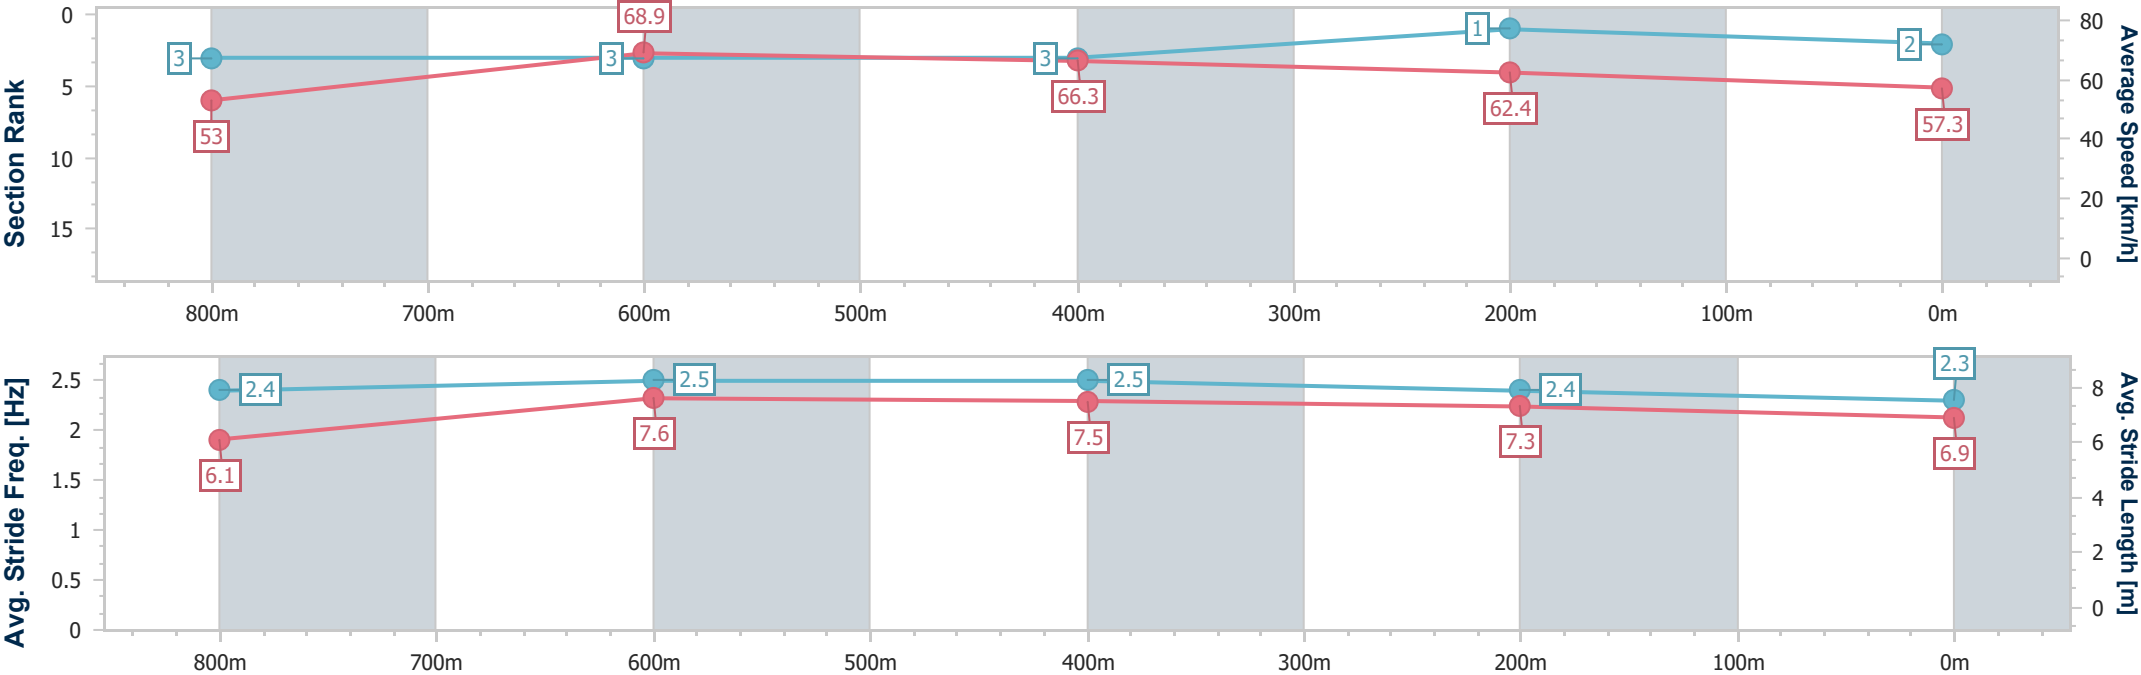 Section Rank
0
5
10
15
3
3
3
1
2
53
68.9
66.3
62.4
57.3
80
60
40
20
0
Average Speed [km/h]
800m
700m
600m
500m
400m
300m
200m
100m
0m
Avg. Stride Freq. [Hz]
2.5
2
1.5
1
0.5
0
2.4
2.5
2.5
2.4
2.3
6.1
7.6
7.5
7.3
6.9
8
6
4
2
0
Avg. Stride Length [m]
800m
700m
600m
500m
400m
300m
200m
100m
0m